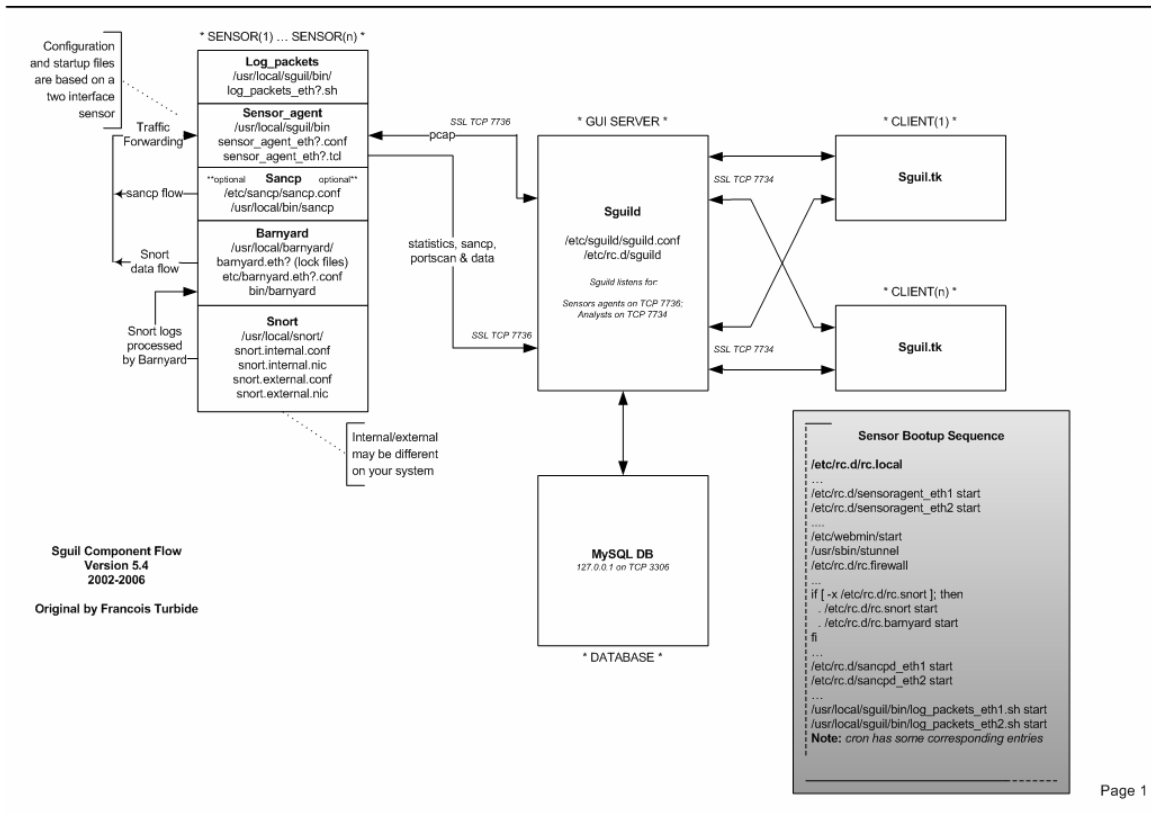 Configuration
and startup files
are based on a
two interface
sensor
* SENSOR(1) ... SENSOR(n) *
Log_packets
/usr/local/sguil/bin/
log_packets_eth?.sh
Sensor_agent
/usr/local/sguil/bin
sensor_agent_eth?.conf
sensor_agent_eth?.tcl
**optional Sancp optional**
/etc/sancp/sancp.conf
/usr/local/bin/sancp
Barnyard
/usr/local/barnyard/
barnyard.eth? (lock files)
etc/barnyard.eth?.conf
bin/barnyard
Snort
/usr/local/snort/
snort.internal.conf
snort.internal.nic
snort.external.conf
snort.external.nic
Traffic
Forwarding
sancp flow
Snort
data flow
Snort logs
processed
by Barnyard
Internal/external
may be different
on your system
SSL TCP 7736
pcap
statistics, sancp,
portscan & data
SSL TCP 7736
* GUI SERVER *
Sguild
/etc/sguild/sguild.conf
/etc/rc.d/sguild
Sguild listens for:
Sensors agents on TCP 7736;
Analysts on TCP 7734
SSL TCP 7734
SSL TCP 7734
* CLIENT(1) *
Sguil.tk
* CLIENT(n) *
Sguil.tk
MySQL DB
127.0.0.1 on TCP 3306
* DATABASE *
Sguil Component Flow
Version 5.4
2002-2006
Original by Francois Turbide
Sensor Bootup Sequence
/etc/rc.d/rc.local
...
/etc/rc.d/sensoragent_eth1 start
/etc/rc.d/sensoragent_eth2 start
....
/etc/webmin/start
/usr/sbin/stunnel
/etc/rc.d/rc.firewall
...
if [ -x /etc/rc.d/rc.snort ]; then
. /etc/rc.d/rc.snort start
. /etc/rc.d/rc.barnyard start
fi
...
/etc/rc.d/sancpd_eth1 start
/etc/rc.d/sancpd_eth2 start
...
/usr/local/sguil/bin/log_packets_eth1.sh start
/usr/local/sguil/bin/log_packets_eth2.sh start
Note: cron has some corresponding entries
Page 1